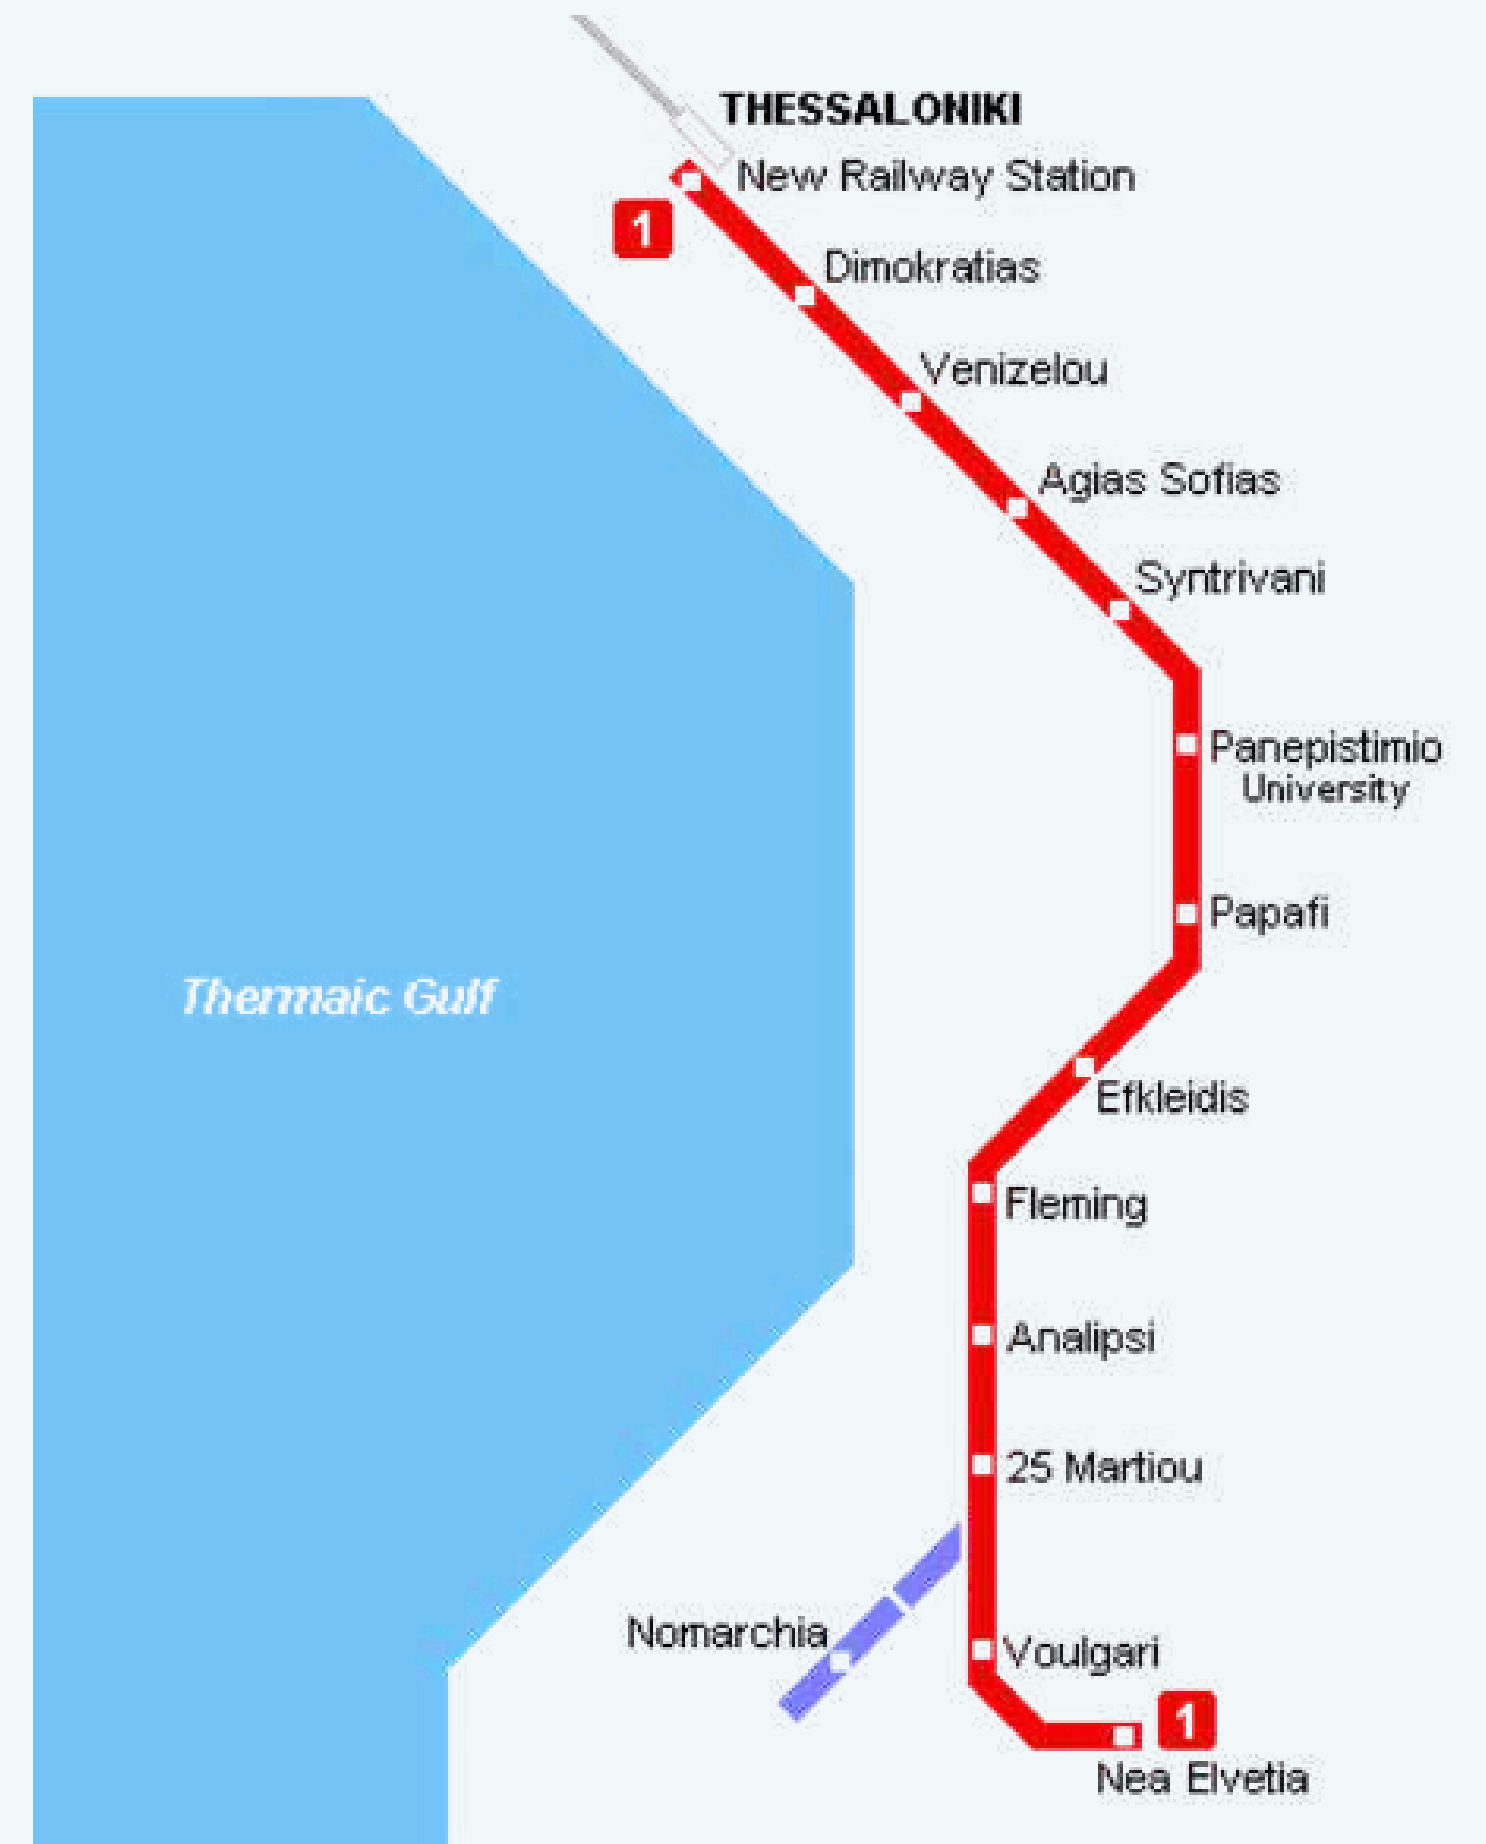 THESSALONIKI
New Railway Station
1
Dimokratias
Venizelou
Agias Sofias
Syntrivani
Panepistimio
University
Papafi
Thermaic Gulf
Efkleidis
Fleming
Analipsi
25 Martiou
Nomarchia
Voulgari
1
Nea Elvetia